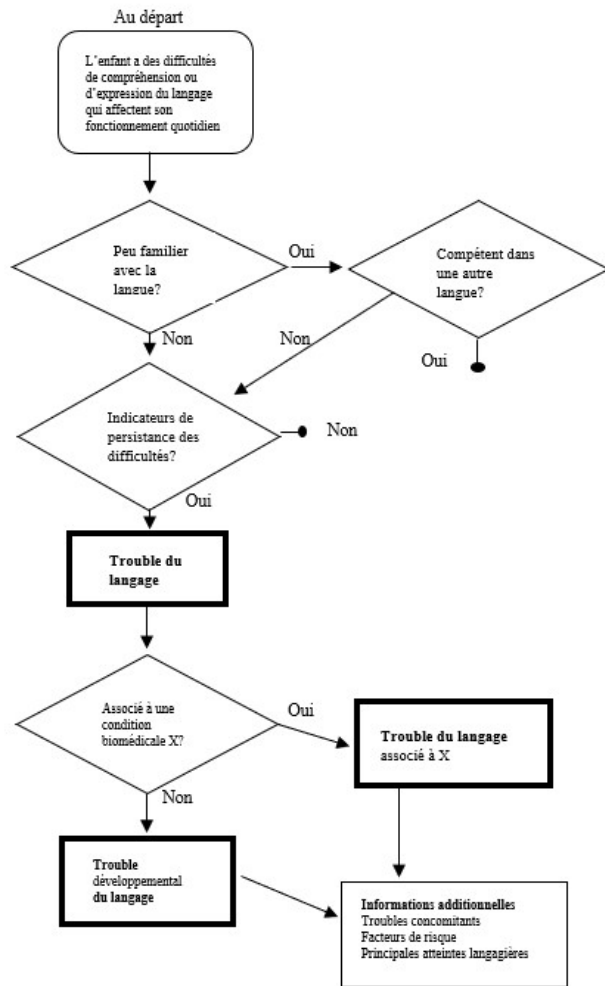 Au départ
L’enfant a des difficultés
de compréhension ou
d’expression du langage
qui affectent son
fonctionnement quotidien
Peu familier
avec la
langue?
Oui
Compétent dans
une autre
langue?
Non
Non
Oui
Indicateurs de
persistance des
difficultés?
Non
Oui
Trouble du
langage
Associé à une
condition
biomédicale X?
Oui
Trouble du langage
associé à X
Non
Trouble
développemental
du langage
Informations additionnelles
Troubles concomitants
Facteurs de risque
Principales atteintes langagières